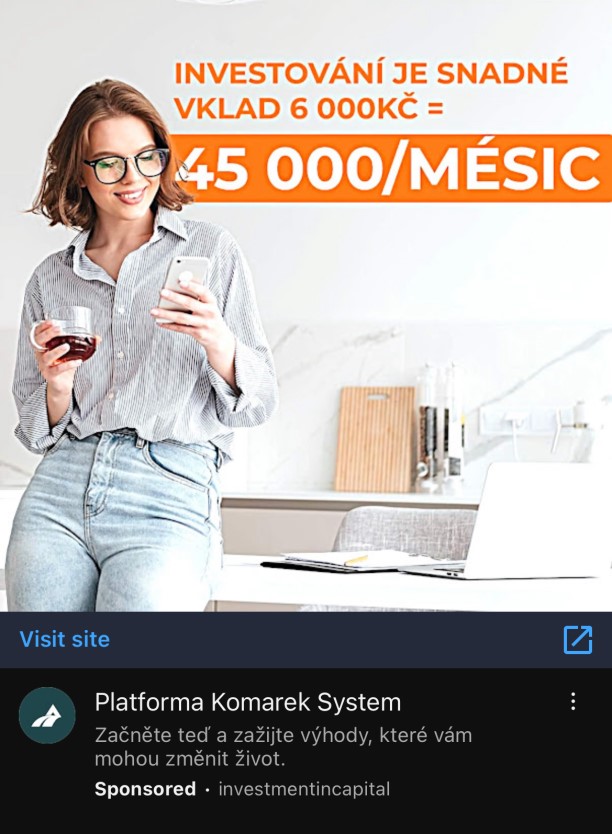 INVESTOVÁNÍ JE SNADNÉ
VKLAD 6 000KČ =
45 000/MÉSIC
Visit site
Platforma Komarek System
Začněte teď a zažijte výhody, které vám
mohou změnit život.
Sponsored · investmentincapital